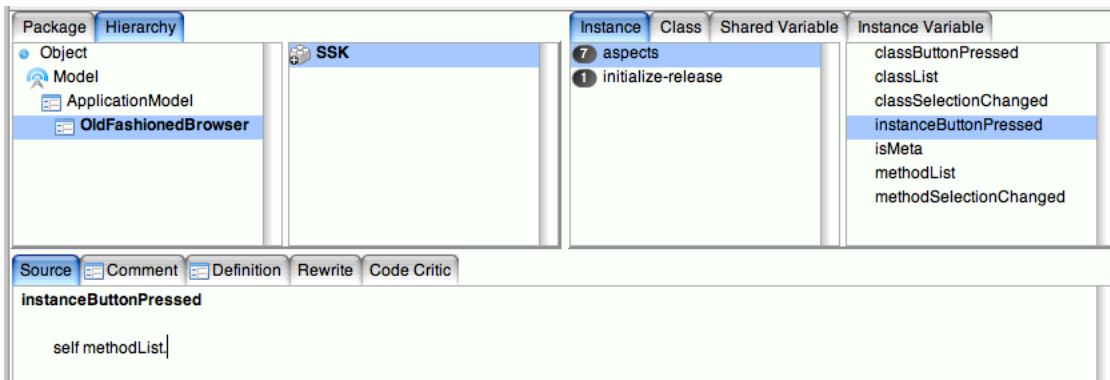 Package Hierarchy
Object
Model
ApplicationModel
OldFashionedBrowser
SSK
Instance Class Shared Variable Instance Variable
7 aspects
1 initialize-release
classButtonPressed
classList
classSelectionChanged
instanceButtonPressed
isMeta
methodList
methodSelectionChanged
Source Comment Definition Rewrite Code Critic
instanceButtonPressed
self methodList.